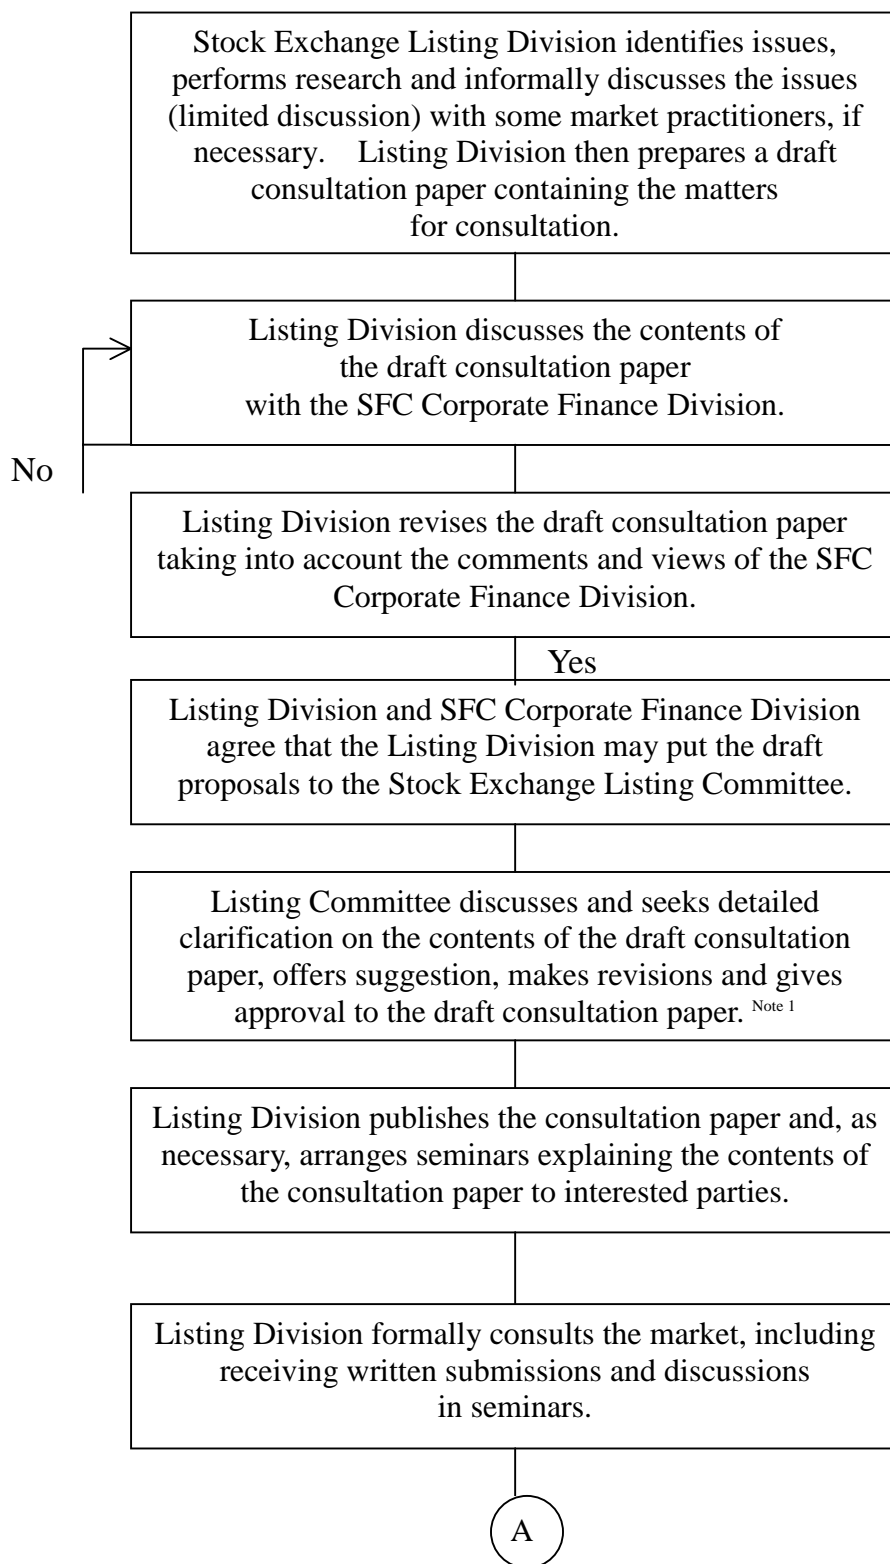 Stock Exchange Listing Division identifies issues,
performs research and informally discusses the issues
(limited discussion) with some market practitioners, if
necessary. Listing Division then prepares a draft
consultation paper containing the matters
for consultation.
Listing Division discusses the contents of
the draft consultation paper
with the SFC Corporate Finance Division.
No
Listing Division revises the draft consultation paper
taking into account the comments and views of the SFC
Corporate Finance Division.
Yes
Listing Division and SFC Corporate Finance Division
agree that the Listing Division may put the draft
proposals to the Stock Exchange Listing Committee.
Listing Committee discusses and seeks detailed
clarification on the contents of the draft consultation
paper, offers suggestion, makes revisions and gives
approval to the draft consultation paper. Note 1
Listing Division publishes the consultation paper and, as
necessary, arranges seminars explaining the contents of
the consultation paper to interested parties.
Listing Division formally consults the market, including
receiving written submissions and discussions
in seminars.
A